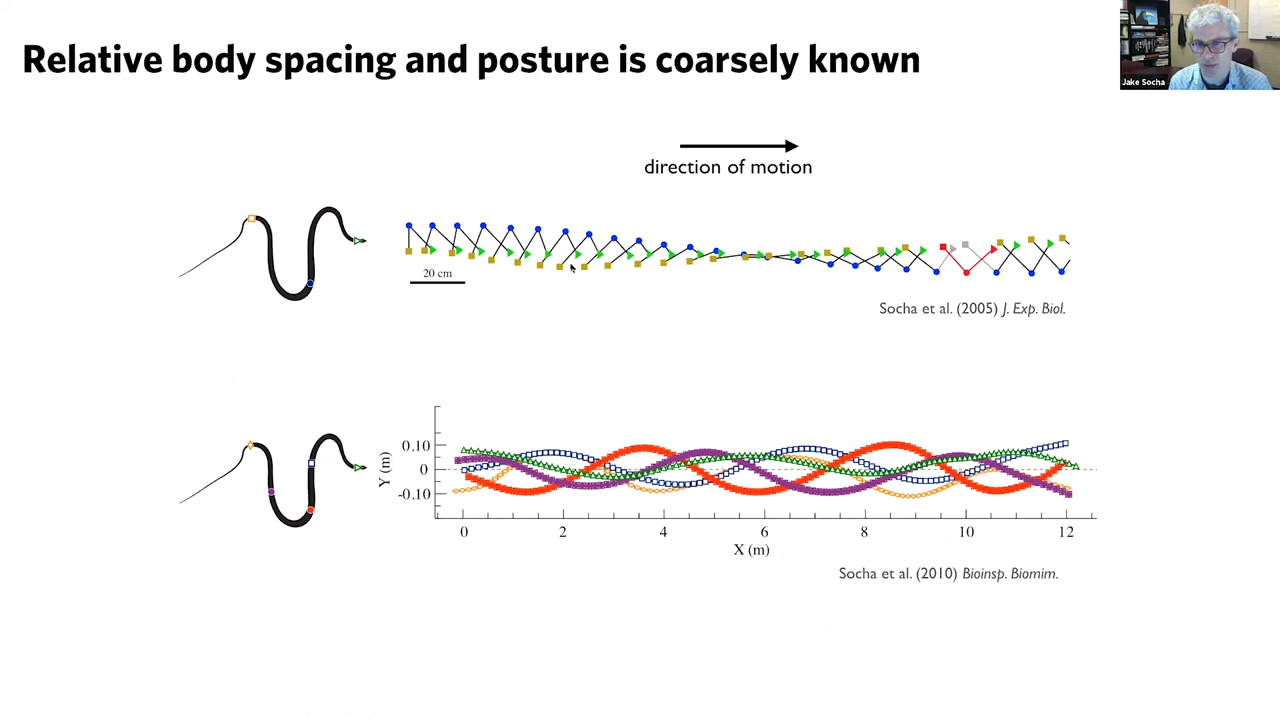 Relative body spacing and posture is coarsely known
Jake Socha
direction of motion
20 cm
Socha et al. (2005) J. Exp. Biol.
0.10
0
-0.10
Y (m)
0 2 4 6 8 10 12
X (m)
Socha et al. (2010) Bioinsp. Biomim.